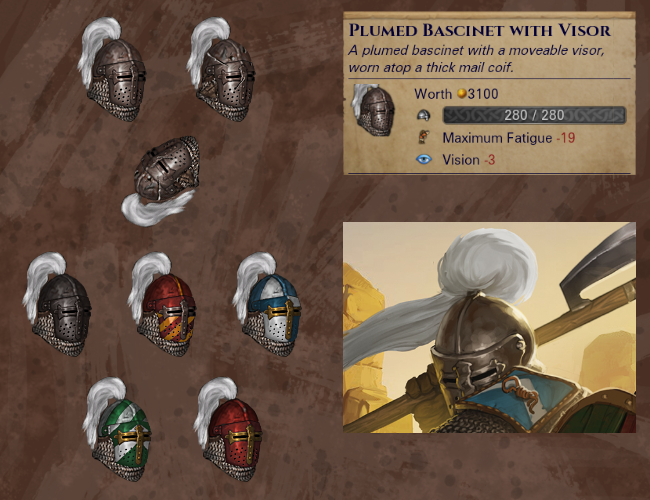 Plumed Bascinet with Visor
A plumed bascinet with a moveable visor,
worn atop a thick mail coif.
Worth 3100
280 / 280
Maximum Fatigue -19
Vision -3